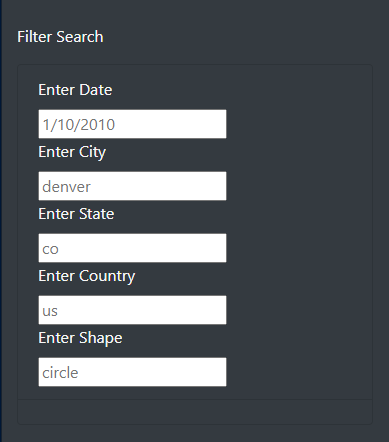 Filter Search
Enter Date
1/10/2010
Enter City
denver
Enter State
co
Enter Country
us
Enter Shape
circle